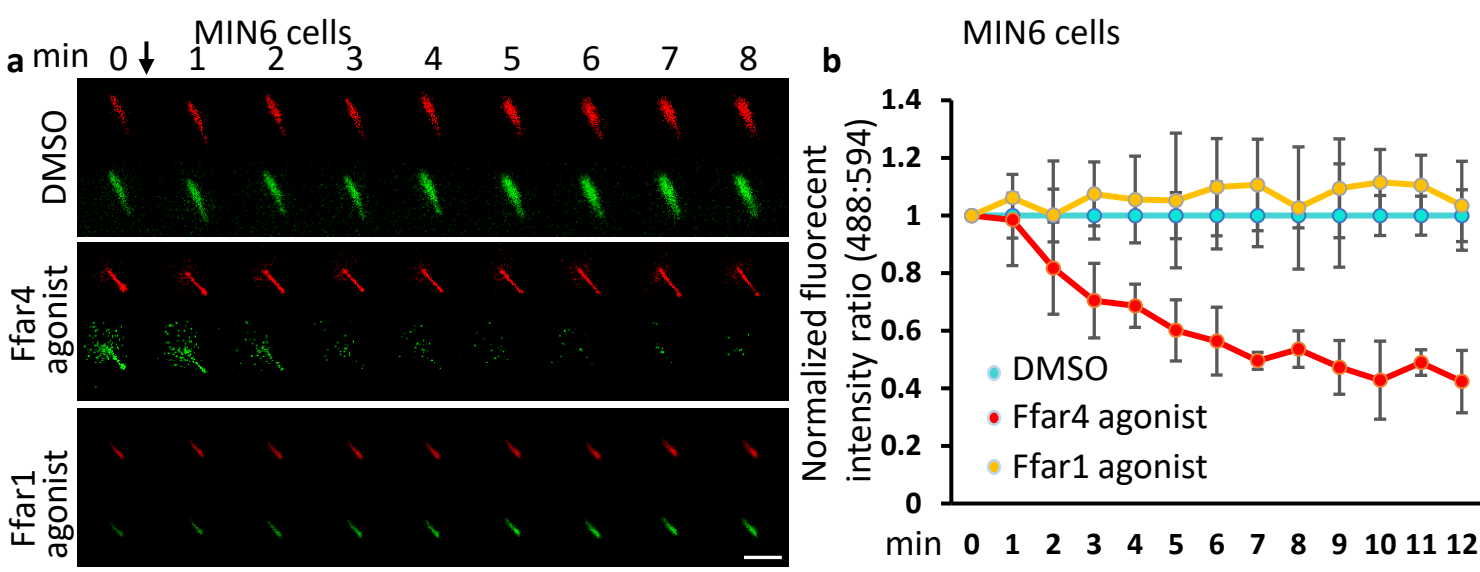 MIN6 cells
a min 0 1 2 3 4 5 6 7 8
DMSO
Ffar4
agonist
Ffar1
agonist
MIN6 cells
b
Normalized fluorecent
intensity ratio (488:594)
1.4
1.2
1
0.8
0.6
0.4
0.2
0
DMSO
Ffar4 agonist
Ffar1 agonist
min 0 1 2 3 4 5 6 7 8 9 10 11 12